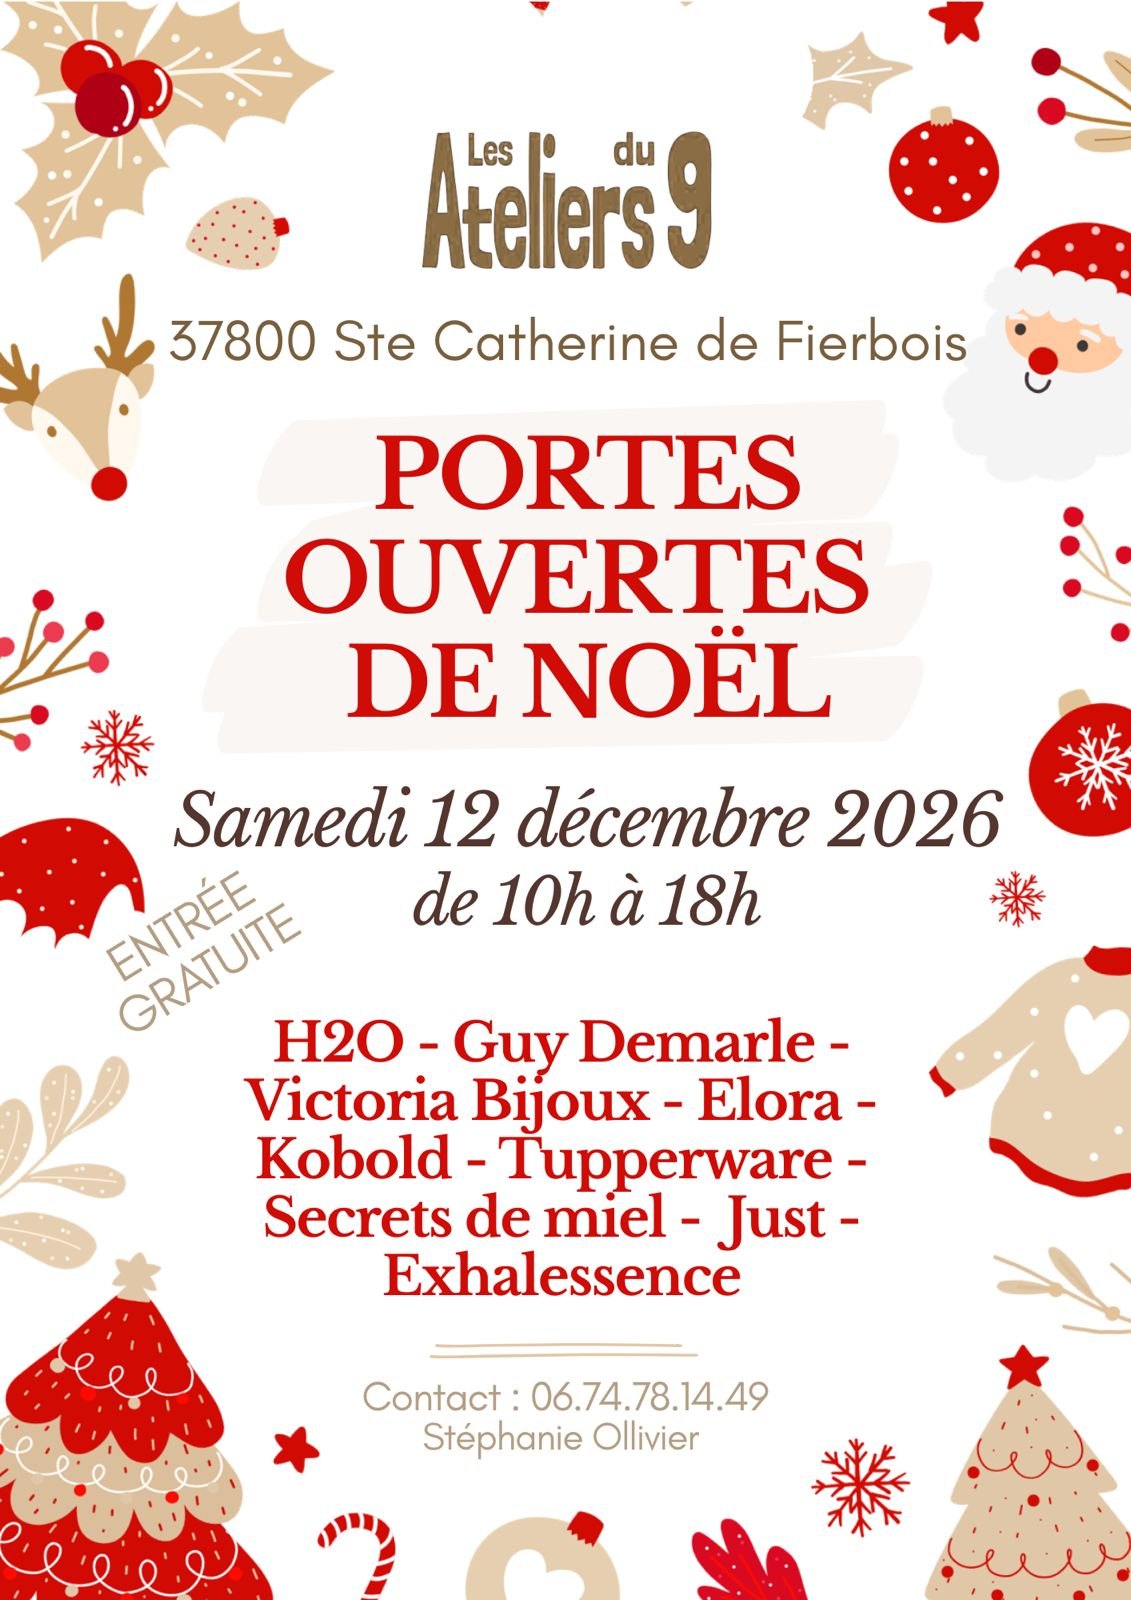 Les Ateliers du 9
37800 Ste Catherine de Fierbois
PORTES
OUVERTES
DE NOËL
Samedi 12 décembre 2026
de 10h à 18h
ENTRÉE
GRATUITE
H2O - Guy Demarle -
Victoria Bijoux - Elora -
Kobold - Tupperware -
Secrets de miel - Just -
Exhalessence
Contact : 06.74.78.14.49
Stéphanie Ollivier